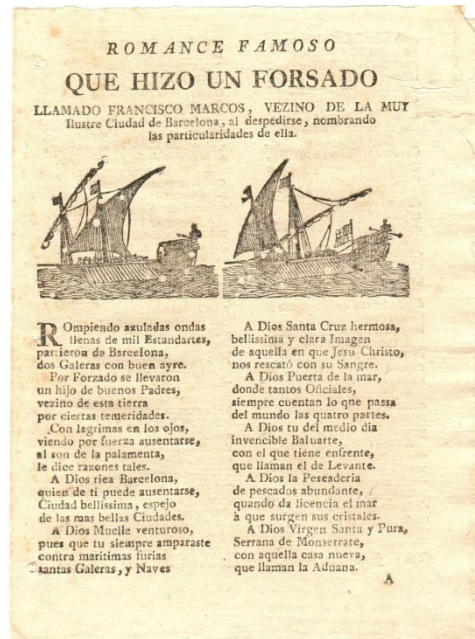 ROMANCE FAMOSO
QUE HIZO UN FORSADO
LLAMADO FRANCISCO MARCOS, VEZINO DE LA MUY
Ilustre Ciudad de Barcelona, al despedirse, nombrando
las particularidades de ella.
ROmpiendo azuladas ondas
llenas de mil Estandartes,
partieron de Barcelona,
dos Galeras con buen ayre.
Por Forzado se llevaron
un hijo de buenos Padres,
vezino de esta tierra
por ciertas temeridades.
Con lagrimas en los ojos,
viendo por fuerza ausentarse,
al son de la palamenta,
le dice razones tales.
A Dios rica Barcelona,
quien de ti puede ausentarse,
Ciudad bellissima, espejo
de las mas bellas Ciudades.
A Dios Muelle venturoso,
pues que tu siempre amparaste
contra maritimas furias
tantas Galeras, y Naves
A Dios Santa Cruz hermosa,
bellissima y clara Imagen
de aquella en que Jesu-Christo,
nos rescató con su Sangre.
A Dios Puerta de la mar,
donde tantos Oficiales,
siempre cuentan lo que passa
del mundo las quatro partes.
A Dios tu del medio dia
invencible Baluarte,
con el que tiene enfrente,
que llaman el de Levante.
A Dios la Pescaderia
de pescados abundante,
quando da licencia el mar
à que surgen sus cristales.
A Dios Virgen Santa y Pura,
Serrana de Monserrate,
con aquella casa nueva,
que llaman la Aduana.
A